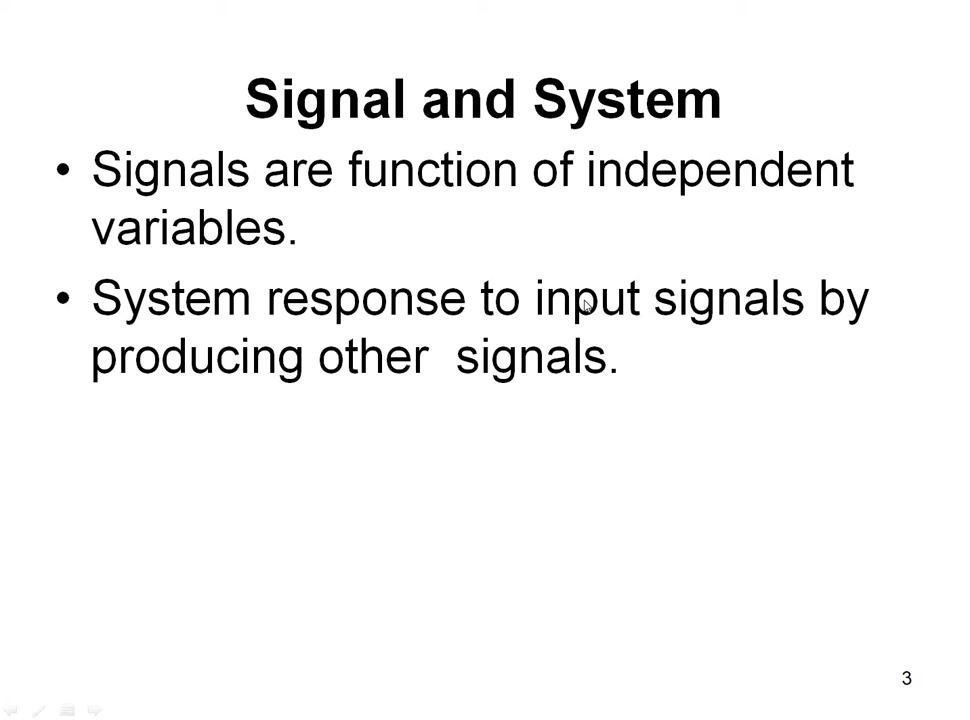 Signal and System
• Signals are function of independent
variables.
• System response to input signals by
producing other  signals.
3